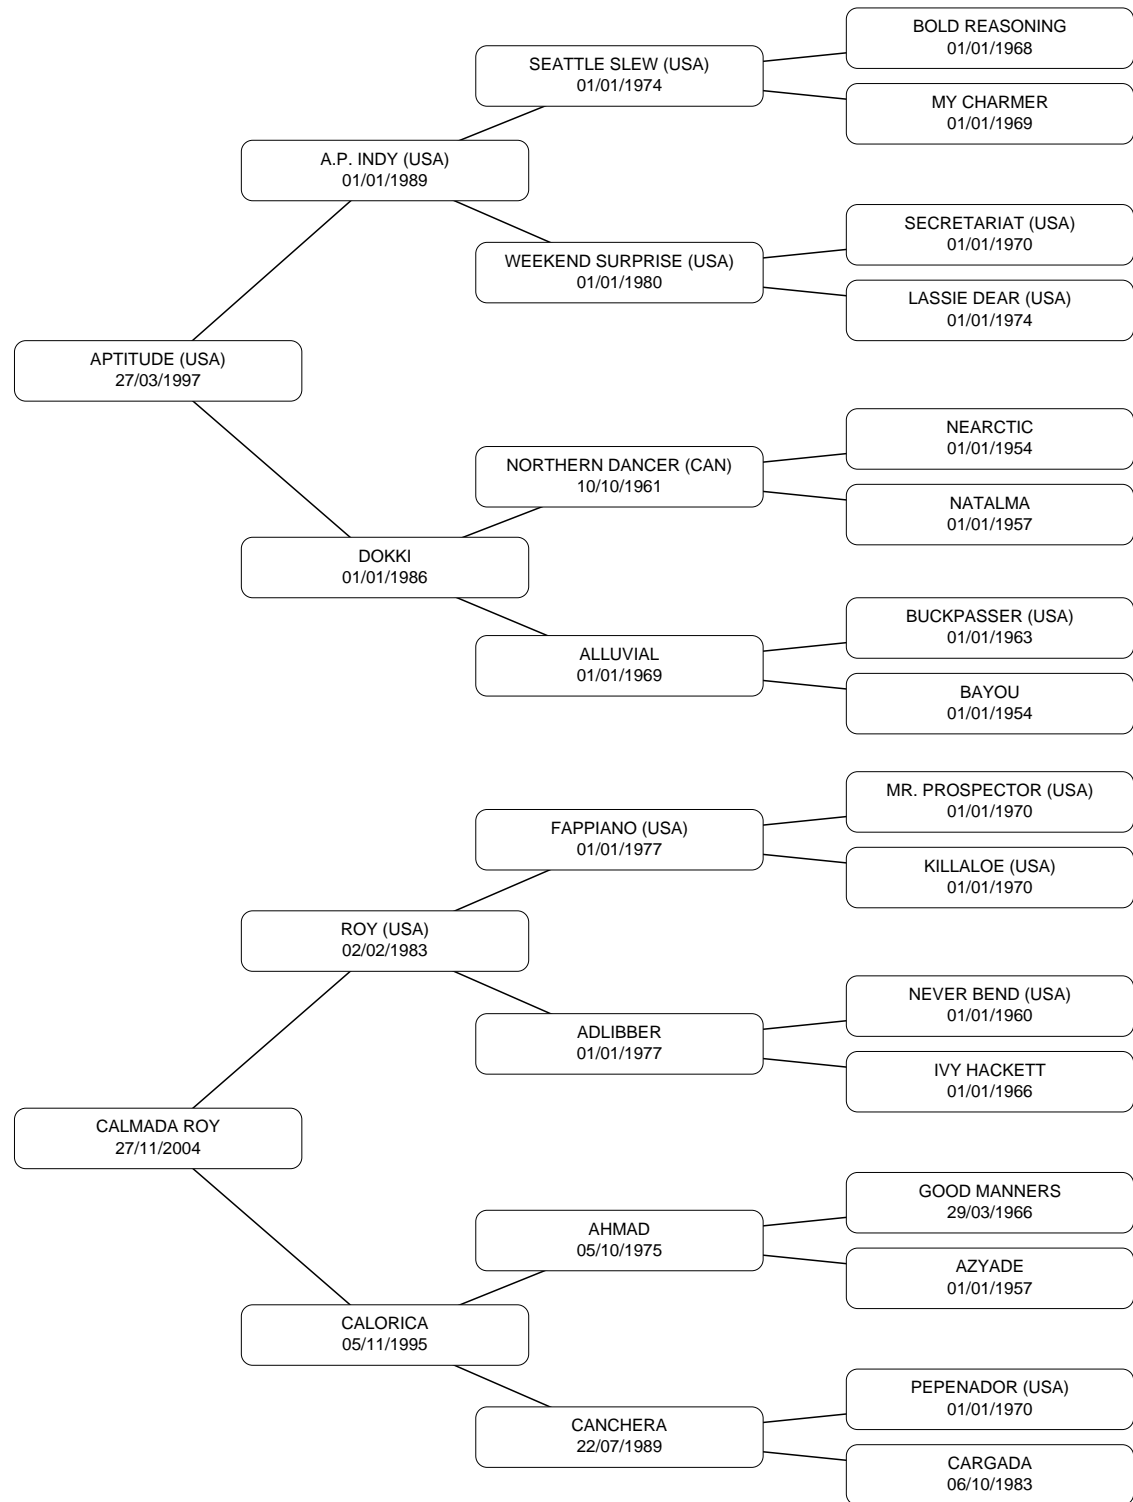 BOLD REASONING
01/01/1968
SEATTLE SLEW (USA)
01/01/1974
MY CHARMER
01/01/1969
A.P. INDY (USA)
01/01/1989
SECRETARIAT (USA)
01/01/1970
WEEKEND SURPRISE (USA)
01/01/1980
LASSIE DEAR (USA)
01/01/1974
APTITUDE (USA)
27/03/1997
NEARCTIC
01/01/1954
NORTHERN DANCER (CAN)
10/10/1961
NATALMA
01/01/1957
DOKKI
01/01/1986
BUCKPASSER (USA)
01/01/1963
ALLUVIAL
01/01/1969
BAYOU
01/01/1954
MR. PROSPECTOR (USA)
01/01/1970
FAPPIANO (USA)
01/01/1977
KILLALOE (USA)
01/01/1970
ROY (USA)
02/02/1983
NEVER BEND (USA)
01/01/1960
ADLIBBER
01/01/1977
IVY HACKETT
01/01/1966
CALMADA ROY
27/11/2004
GOOD MANNERS
29/03/1966
AHMAD
05/10/1975
AZYADE
01/01/1957
CALORICA
05/11/1995
PEPENADOR (USA)
01/01/1970
CANCHERA
22/07/1989
CARGADA
06/10/1983